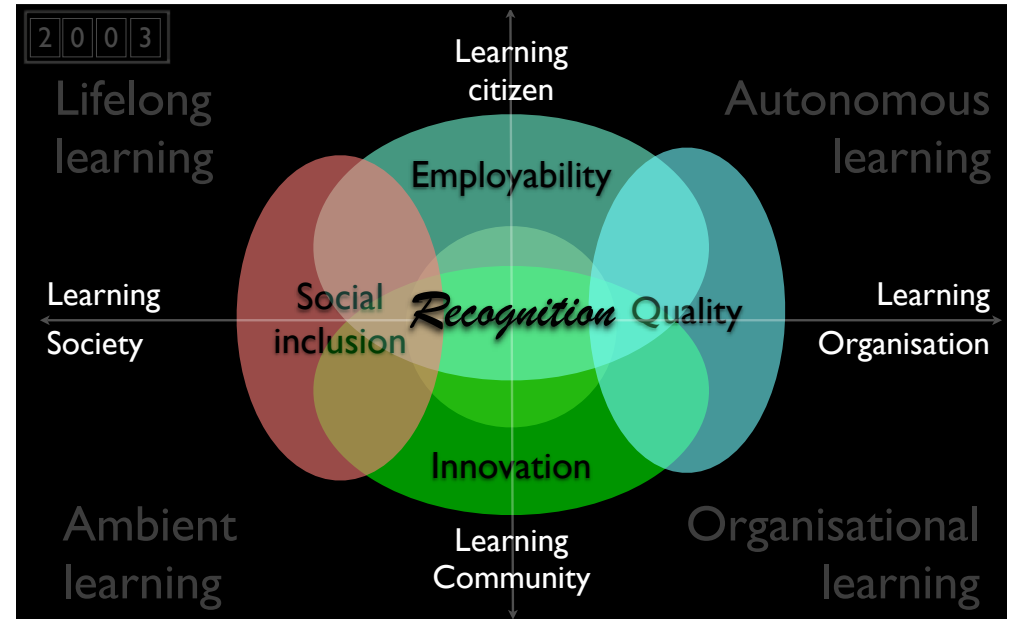 2003
Learning
citizen
Lifelong
learning
Autonomous
learning
Employability
Learning
Society
Social
inclusion
Recognition
Quality
Learning
Organisation
Innovation
Ambient
learning
Learning
Community
Organisational
learning